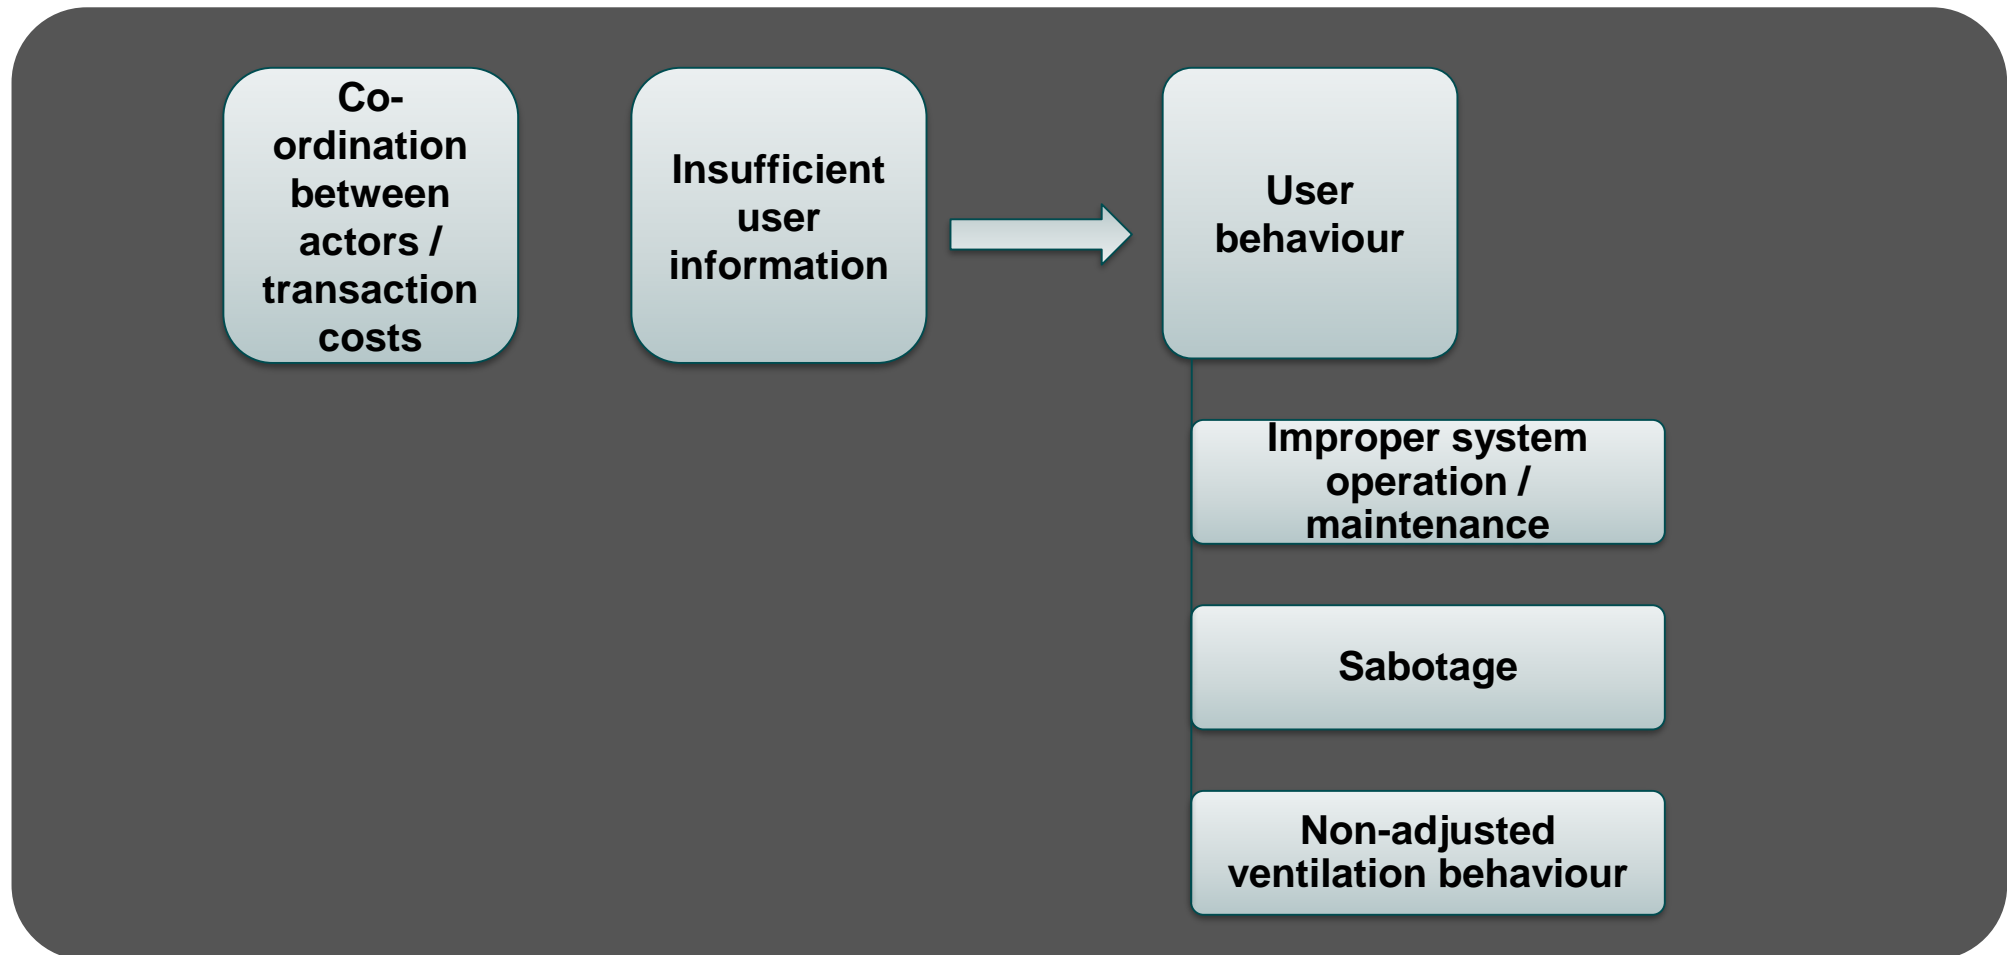 Co-
ordination
between
actors /
transaction
costs
Insufficient
user
information
User
behaviour
Improper system
operation /
maintenance
Sabotage
Non-adjusted
ventilation behaviour